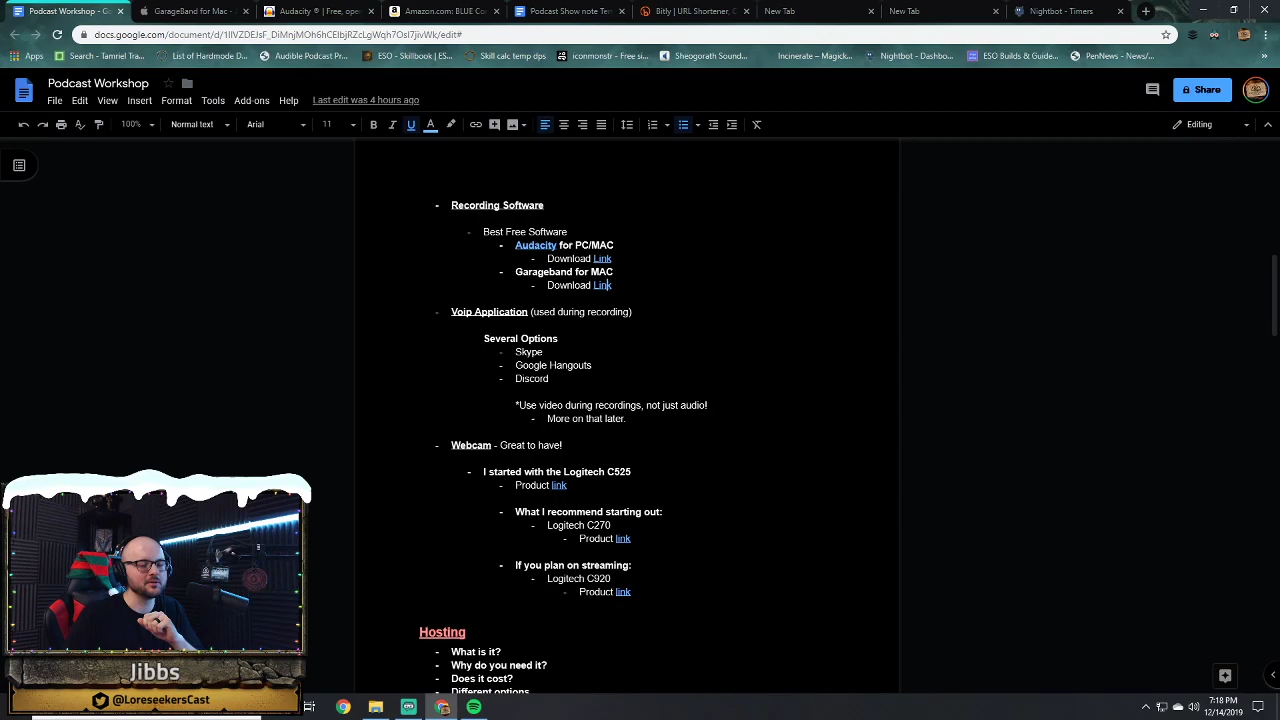 Podcast Workshop - G
GarageBand for Mac -
Audacity ® | Free, open
Amazon.com: BLUE Con
Podcast Show note Tem
Bitly | URL Shortener, C
New Tab
New Tab
Nightbot - Timers
docs.google.com/document/d/
Apps
Search - Tamriel Tra...
List of Hardmode D...
Audible Podcast Pr...
ESO - Skillbook | ES...
Skill calc temp dps
iconmonstr – Free si...
Sheogorath Sound...
Incinerate – Magick...
Nightbot - Dashbo...
ESO Builds & Guide...
PenNews - News/...
Podcast Workshop
File Edit View Insert Format Tools Add-ons Help Last edit was 4 hours ago
Share
100% Normal text Arial 11 B I U A
Editing
- Recording Software
- Best Free Software
- Audacity for PC/MAC
- Download Link
- Garageband for MAC
- Download Link
- Voip Application (used during recording)
Several Options
- Skype
- Google Hangouts
- Discord
*Use video during recordings, not just audio!
- More on that later.
- Webcam - Great to have!
- I started with the Logitech C525
- Product link
- What I recommend starting out:
- Logitech C270
- Product link
- If you plan on streaming:
- Logitech C920
- Product link
Hosting
- What is it?
- Why do you need it?
- Does it cost?
- Different options
Jibbs
@LoreseekersCast
7:18 PM
12/14/2019